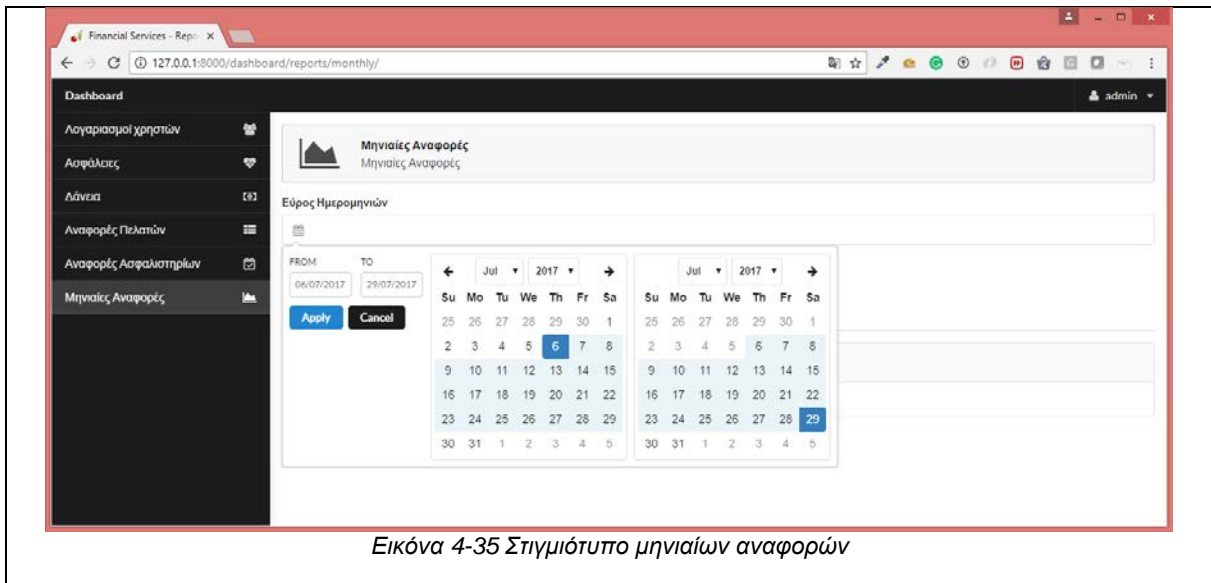 Financial Services - Repo
127.0.0.1:8000/dashboard/reports/monthly/
Dashboard
admin
Λογαριασμοί χρηστών
Ασφάλειες
Δάνεια
Αναφορές Πελατών
Αναφορές Ασφαλιστηρίων
Μηνιαίες Αναφορές
Μηνιαίες Αναφορές
Μηνιαίες Αναφορές
Εύρος Ημερομηνιών
FROM TO
06/07/2017 29/07/2017
Apply Cancel
Jul 2017
Su Mo Tu We Th Fr Sa
25 26 27 28 29 30 1
2 3 4 5 6 7 8
9 10 11 12 13 14 15
16 17 18 19 20 21 22
23 24 25 26 27 28 29
30 31 1 2 3 4 5
Jul 2017
Su Mo Tu We Th Fr Sa
25 26 27 28 29 30 1
2 3 4 5 6 7 8
9 10 11 12 13 14 15
16 17 18 19 20 21 22
23 24 25 26 27 28 29
30 31 1 2 3 4 5
Εικόνα 4-35 Στιγμιότυπο μηνιαίων αναφορών